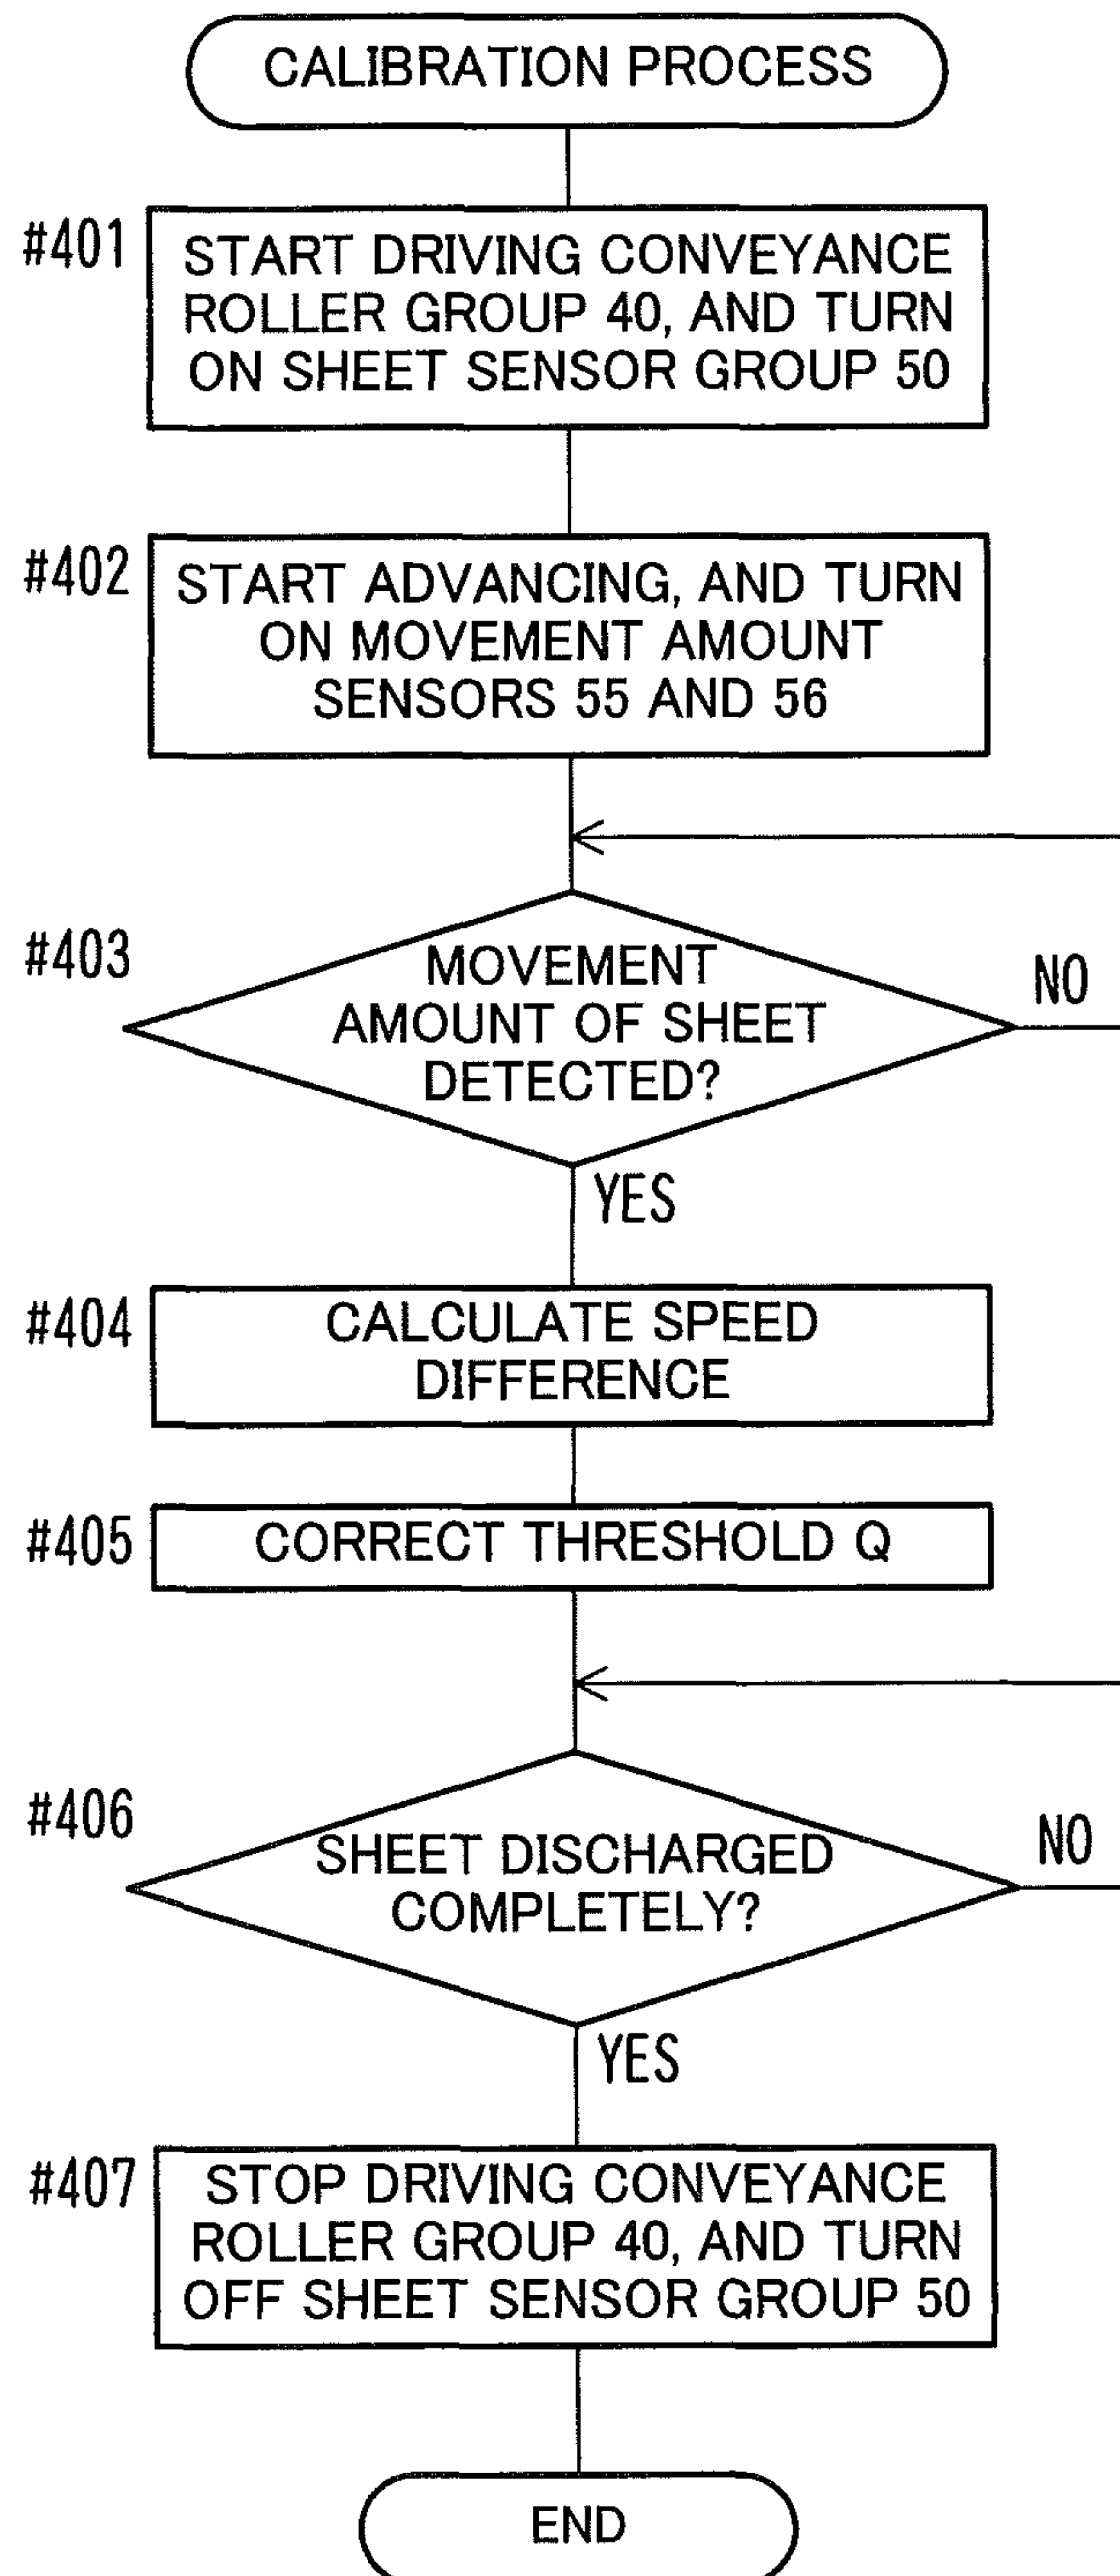 CALIBRATION PROCESS
#401
START DRIVING CONVEYANCE
ROLLER GROUP 40, AND TURN
ON SHEET SENSOR GROUP 50
#402
START ADVANCING, AND TURN
ON MOVEMENT AMOUNT
SENSORS 55 AND 56
#403
MOVEMENT
AMOUNT OF SHEET
DETECTED?
NO
YES
#404
CALCULATE SPEED
DIFFERENCE
#405
CORRECT THRESHOLD Q
#406
SHEET DISCHARGED
COMPLETELY?
NO
YES
#407
STOP DRIVING CONVEYANCE
ROLLER GROUP 40, AND TURN
OFF SHEET SENSOR GROUP 50
END